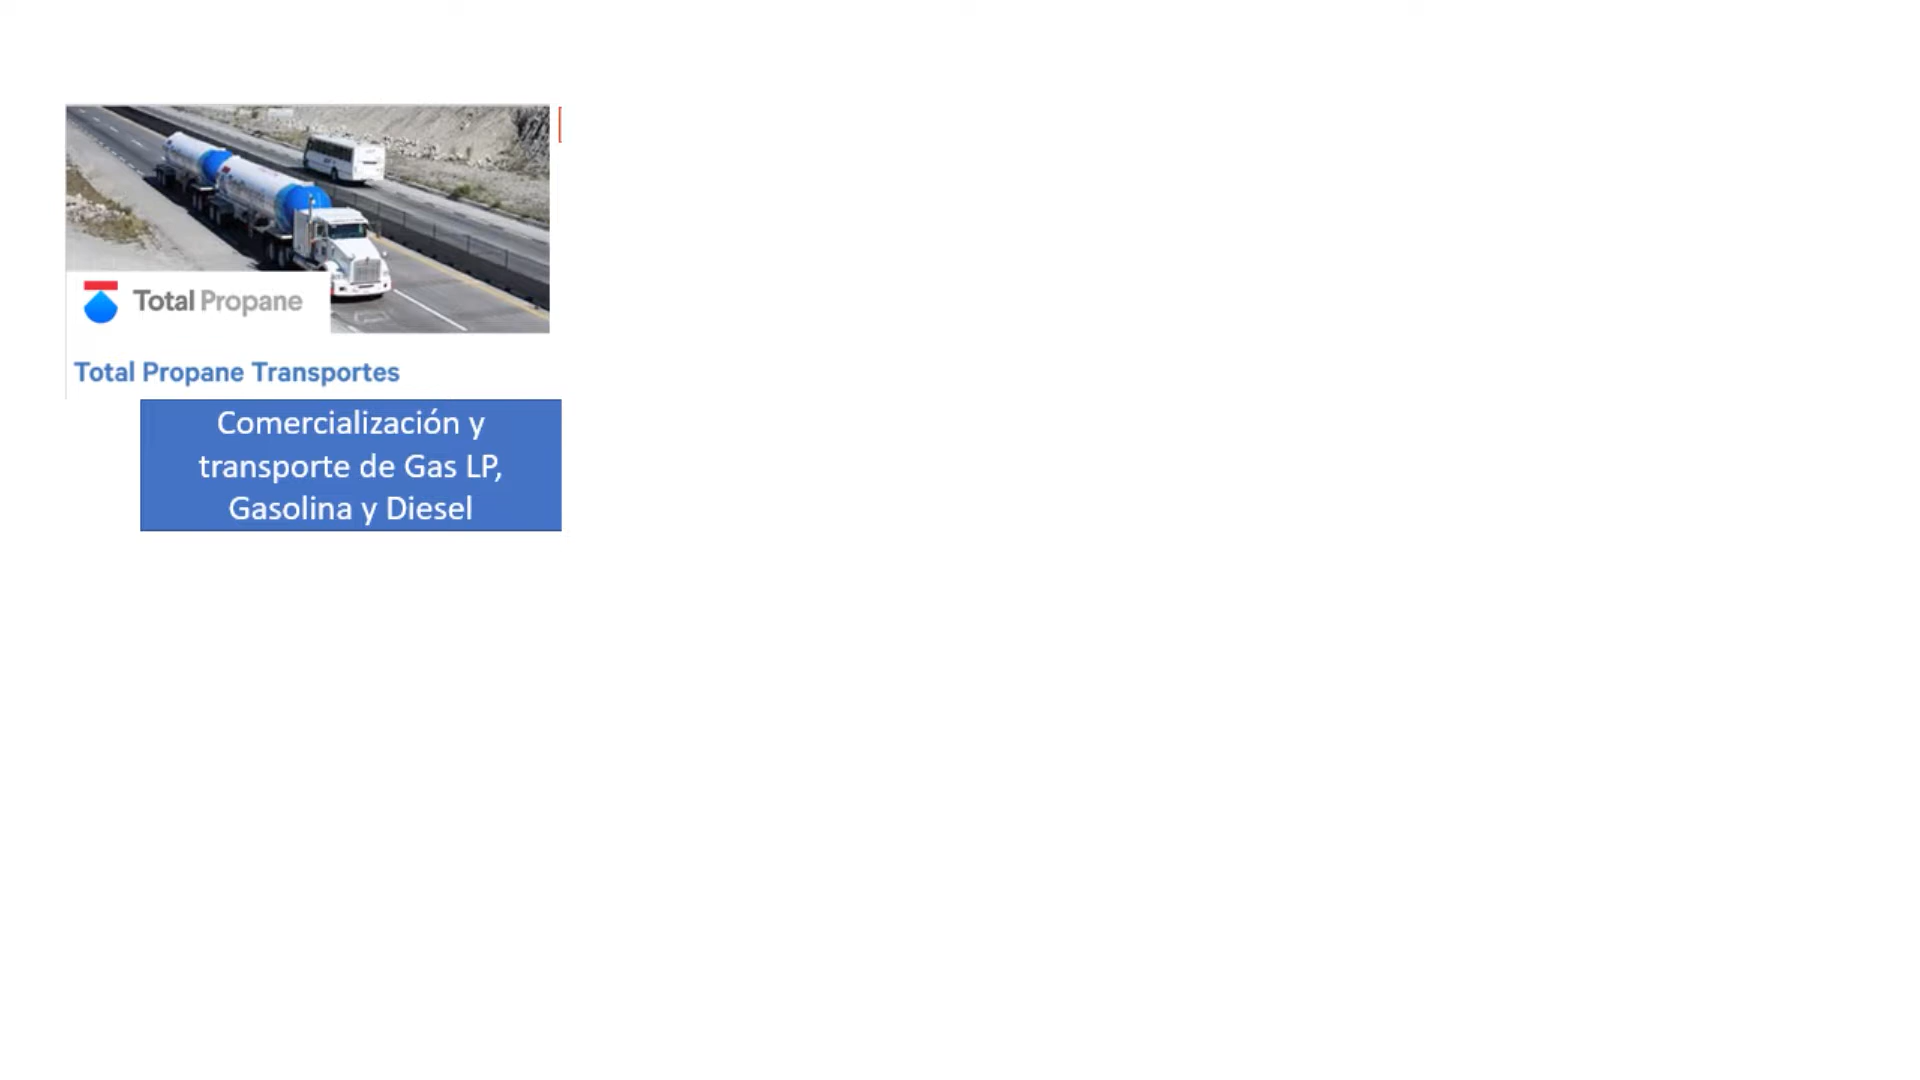 Total Propane
Total Propane Transportes
Comercialización y
transporte de Gas LP,
Gasolina y Diesel